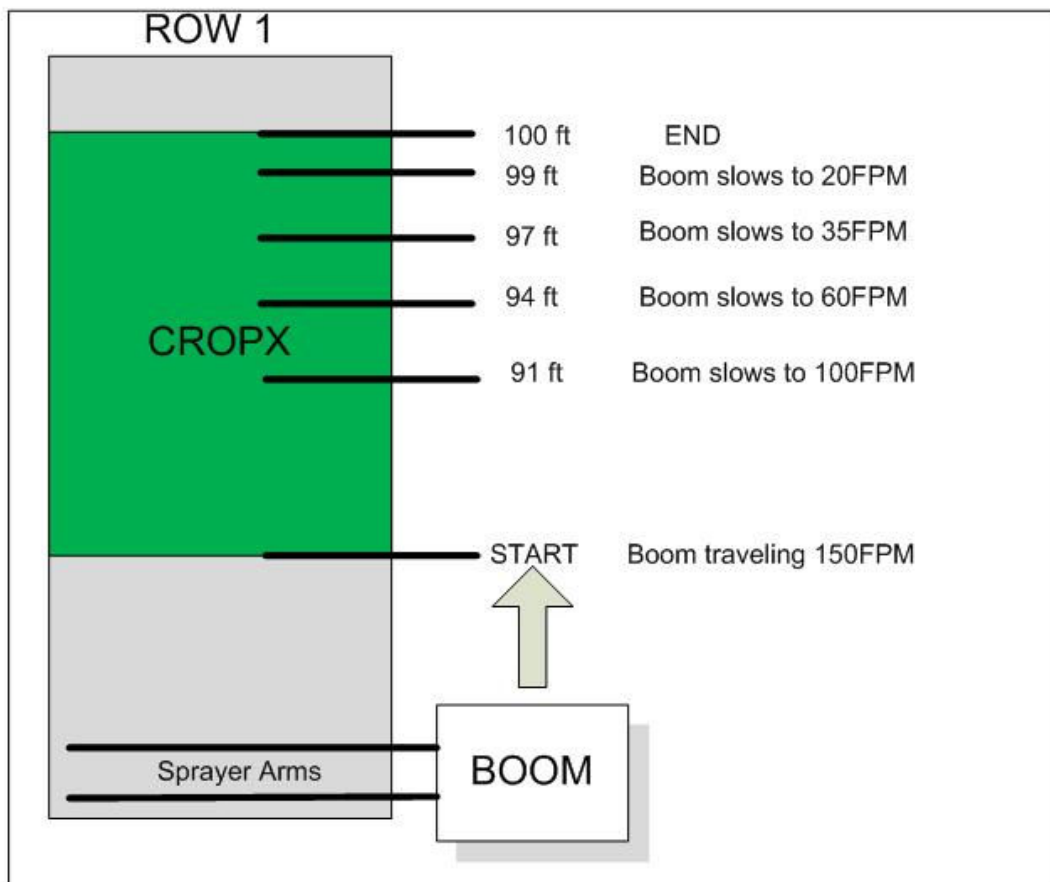 ROW 1
100 ft END
99 ft Boom slows to 20FPM
97 ft Boom slows to 35FPM
94 ft Boom slows to 60FPM
CROPX
91 ft Boom slows to 100FPM
START Boom traveling 150FPM
Sprayer Arms
BOOM